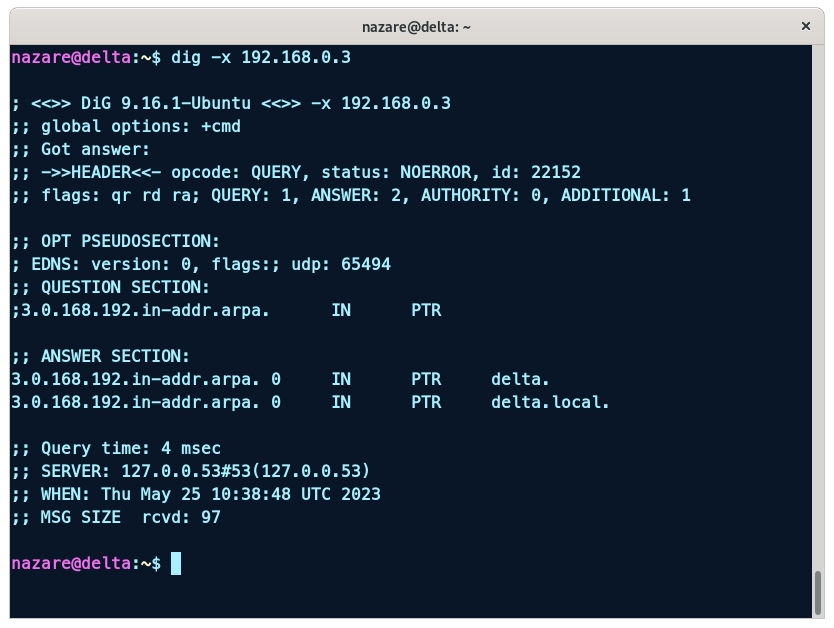 nazare@delta: ~
×
nazare@delta:~$ dig -x 192.168.0.3
; <<>> DiG 9.16.1-Ubuntu <<>> -x 192.168.0.3
;; global options: +cmd
;; Got answer:
;; ->>HEADER<<- opcode: QUERY, status: NOERROR, id: 22152
;; flags: qr rd ra; QUERY: 1, ANSWER: 2, AUTHORITY: 0, ADDITIONAL: 1
;; OPT PSEUDOSECTION:
; EDNS: version: 0, flags:; udp: 65494
;; QUESTION SECTION:
;3.0.168.192.in-addr.arpa.      IN      PTR
;; ANSWER SECTION:
3.0.168.192.in-addr.arpa. 0     IN      PTR     delta.
3.0.168.192.in-addr.arpa. 0     IN      PTR     delta.local.
;; Query time: 4 msec
;; SERVER: 127.0.0.53#53(127.0.0.53)
;; WHEN: Thu May 25 10:38:48 UTC 2023
;; MSG SIZE  rcvd: 97
nazare@delta:~$